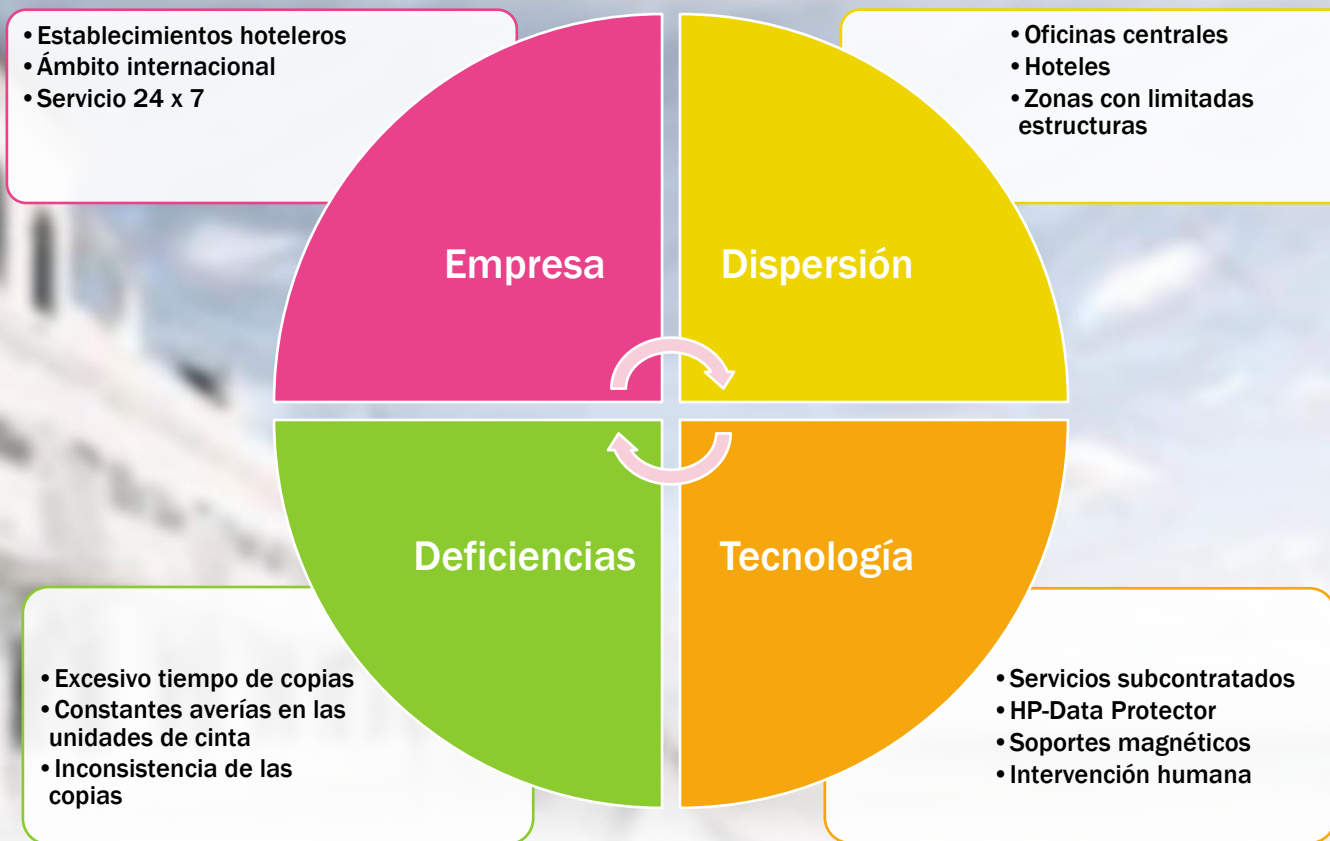 • Establecimientos hoteleros
• Ámbito internacional
• Servicio 24 x 7
• Oficinas centrales
• Hoteles
• Zonas con limitadas
estructuras
Empresa
Dispersión
Deficiencias
Tecnología
• Excesivo tiempo de copias
• Constantes averías en las
unidades de cinta
• Inconsistencia de las
copias
• Servicios subcontratados
• HP-Data Protector
• Soportes magnéticos
• Intervención humana